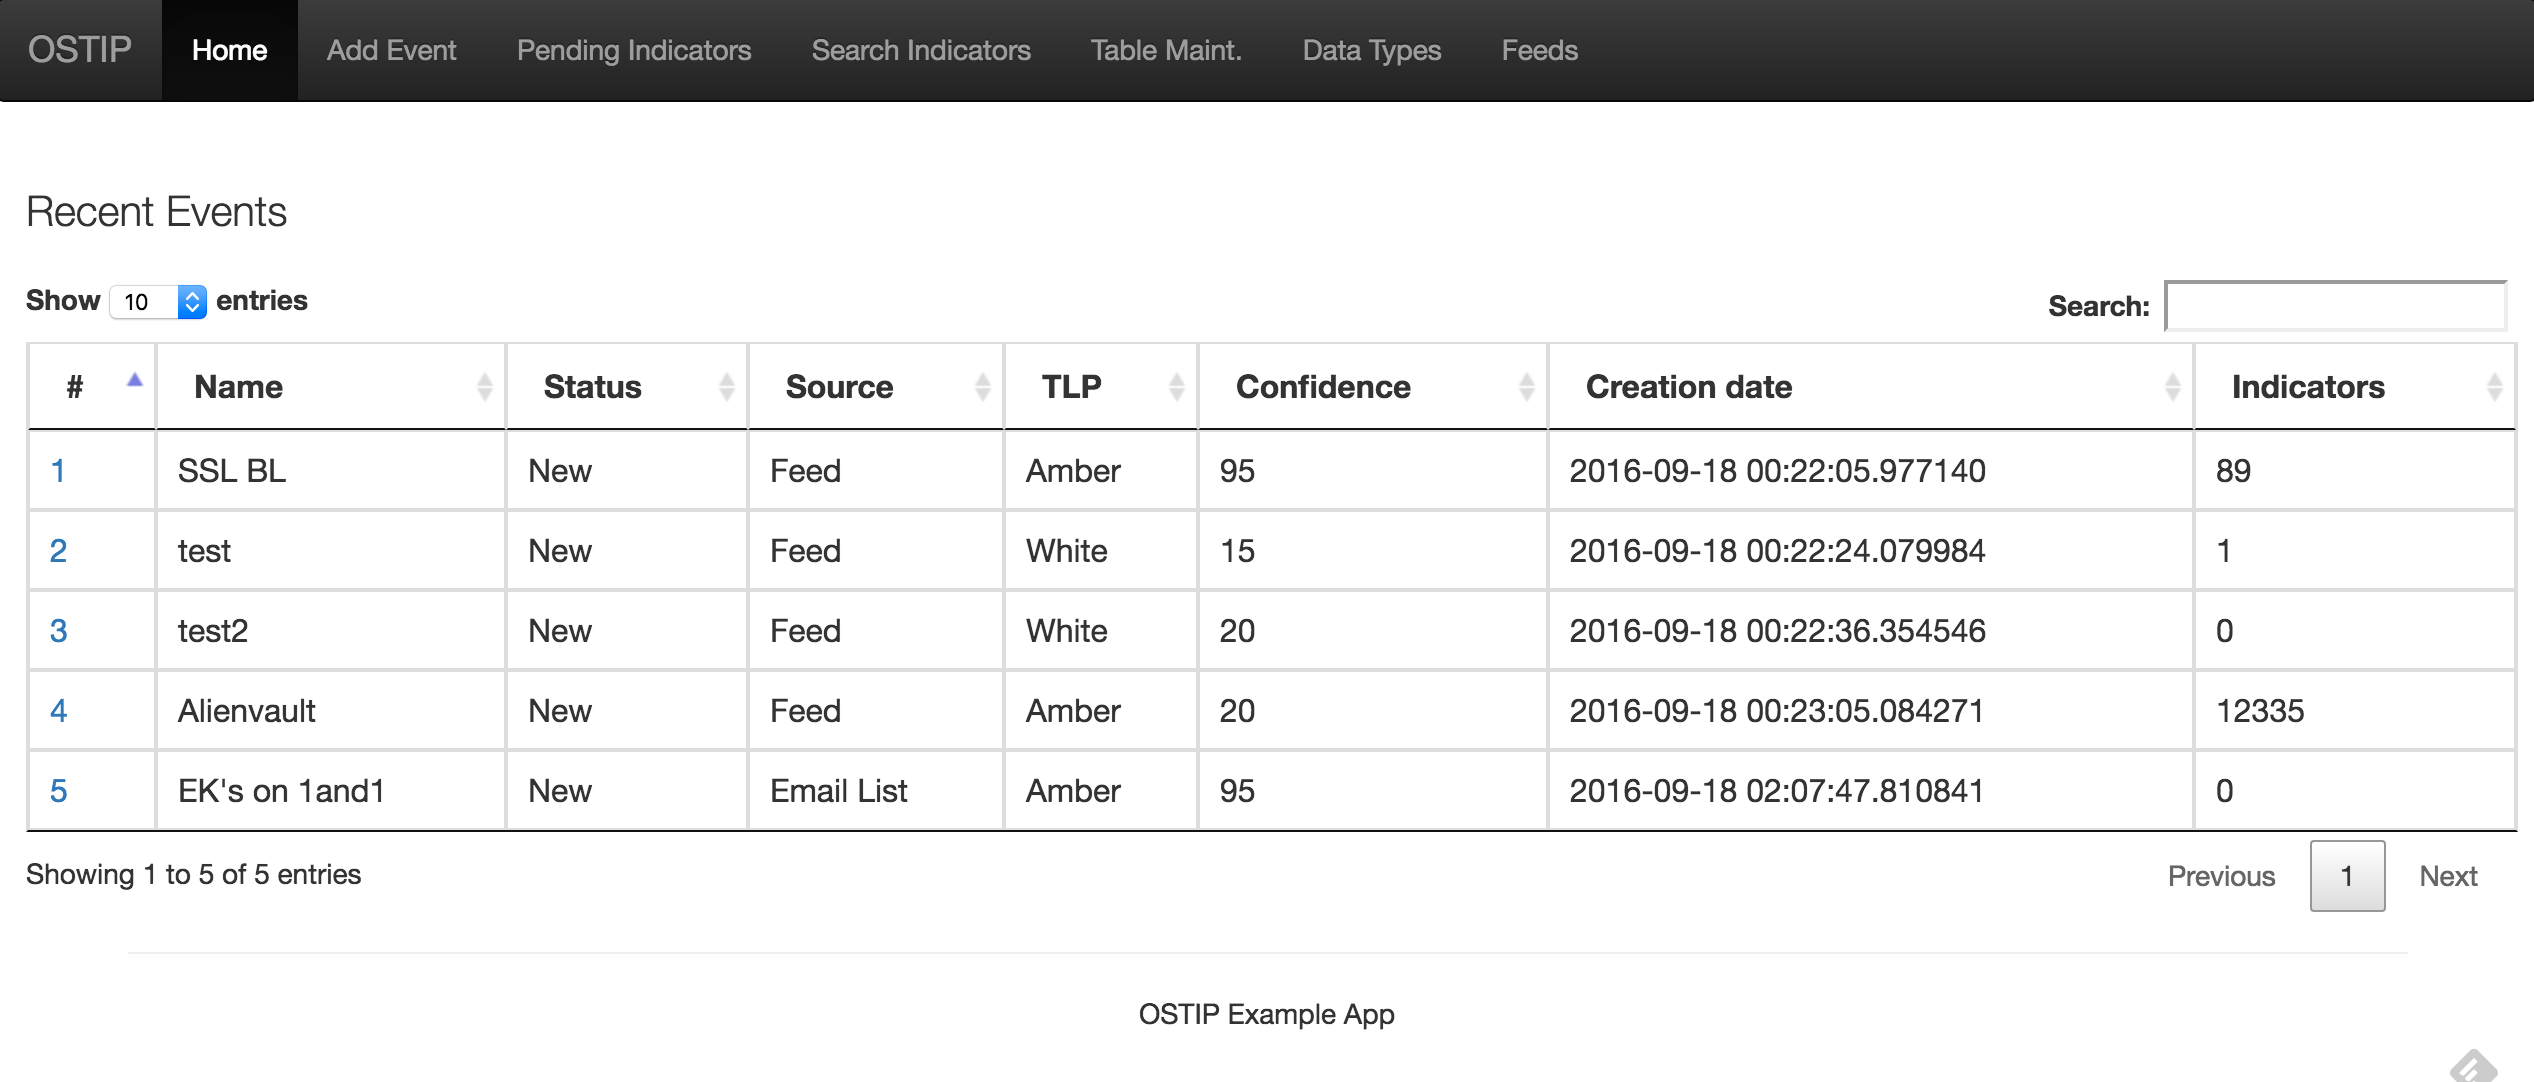 OSTIP Home Add Event Pending Indicators Search Indicators Table Maint. Data Types Feeds
Recent Events
Show 10 entries Search:
# Name Status Source TLP Confidence Creation date Indicators
1 SSL BL New Feed Amber 95 2016-09-18 00:22:05.977140 89
2 test New Feed White 15 2016-09-18 00:22:24.079984 1
3 test2 New Feed White 20 2016-09-18 00:22:36.354546 0
4 Alienvault New Feed Amber 20 2016-09-18 00:23:05.084271 12335
5 EK's on 1and1 New Email List Amber 95 2016-09-18 02:07:47.810841 0
Showing 1 to 5 of 5 entries Previous 1 Next
OSTIP Example App